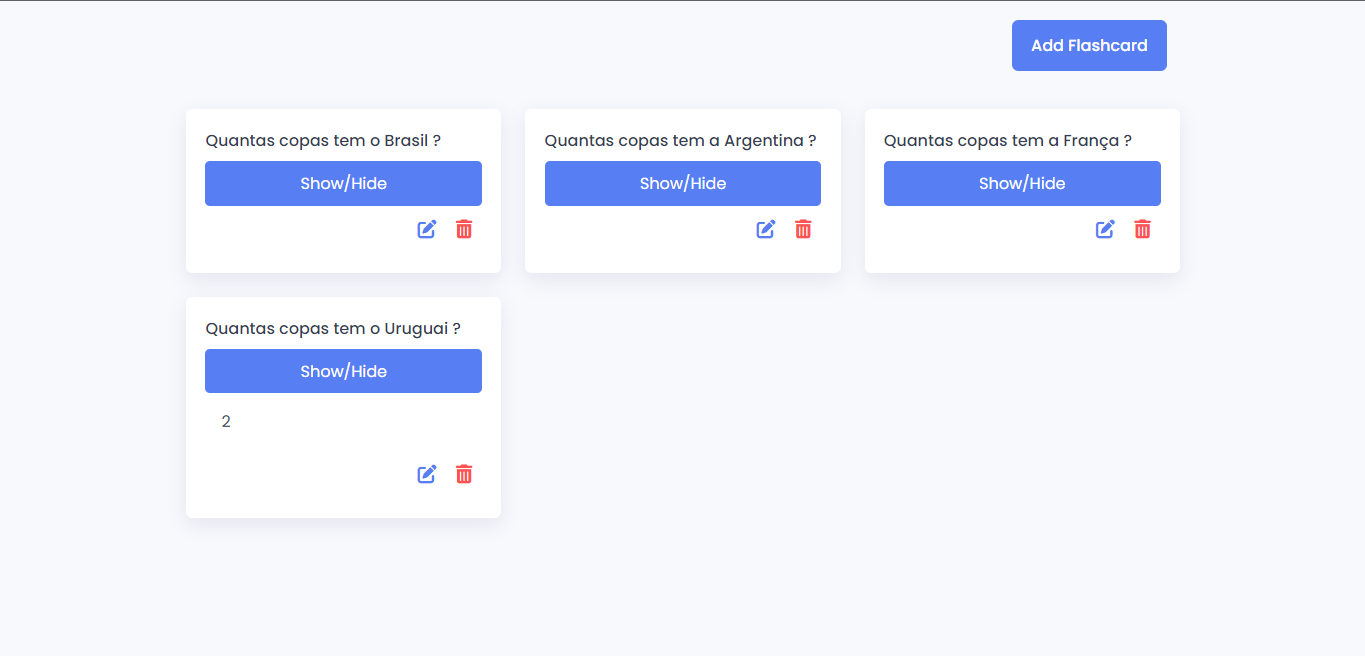 Add Flashcard
Quantas copas tem o Brasil ?
Show/Hide
Quantas copas tem a Argentina ?
Show/Hide
Quantas copas tem a França ?
Show/Hide
Quantas copas tem o Uruguai ?
Show/Hide
2